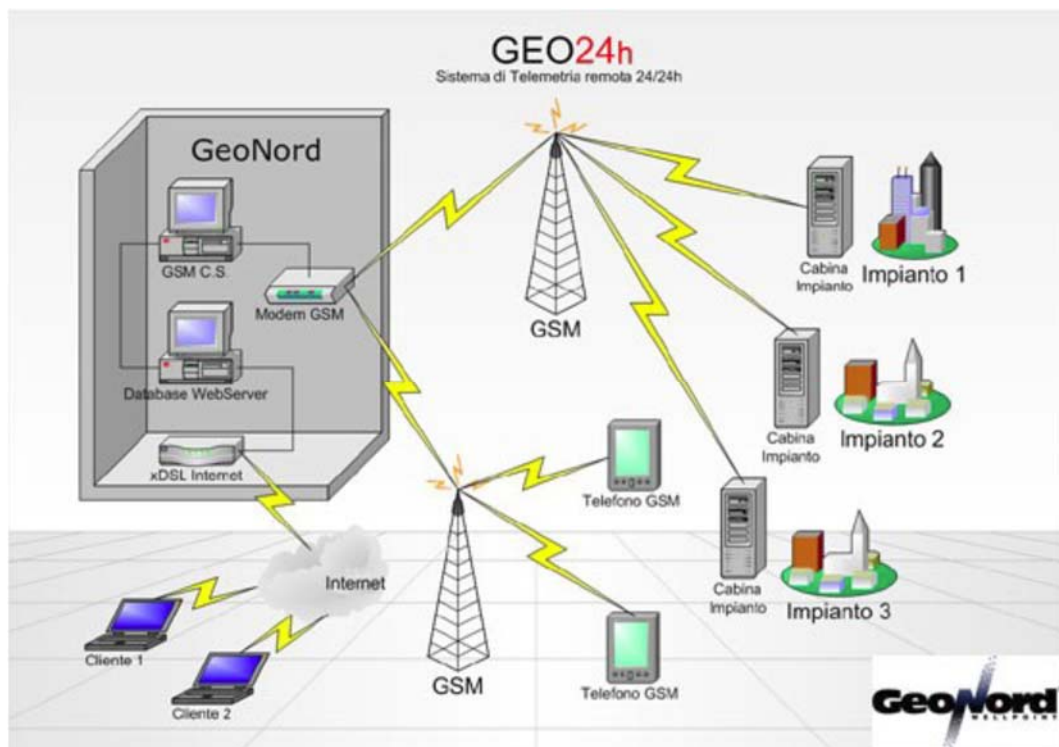 GEO24h
Sistema di Telemetria remota 24/24h
GeoNord
GSM C.S.
Modem GSM
Database WebServer
xDSL Internet
GSM
Cabina
Impianto
Impianto 1
Cabina
Impianto
Impianto 2
Cabina
Impianto
Impianto 3
Telefono GSM
Internet
Cliente 1
Cliente 2
GSM
Telefono GSM
GeoNord
WELLPOINT